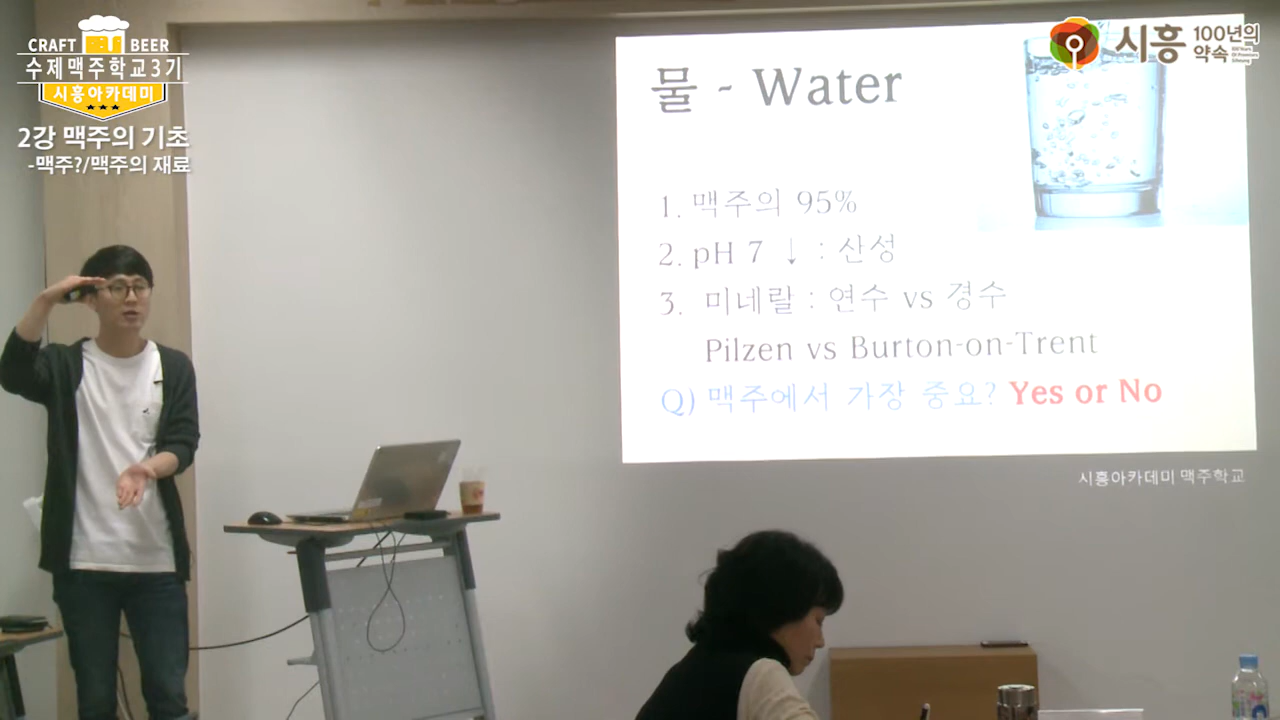 CRAFT BEER
수제맥주학교3기
시흥아카데미
2강 맥주의 기초
-맥주?/맥주의 재료
시흥 100년의 약속
물 - Water
1. 맥주의 95%
2. pH 7 ↓ : 산성
3. 미네랄 : 연수 vs 경수
Pilzen vs Burton-on-Trent
Q) 맥주에서 가장 중요? Yes or No
시흥아카데미 맥주학교